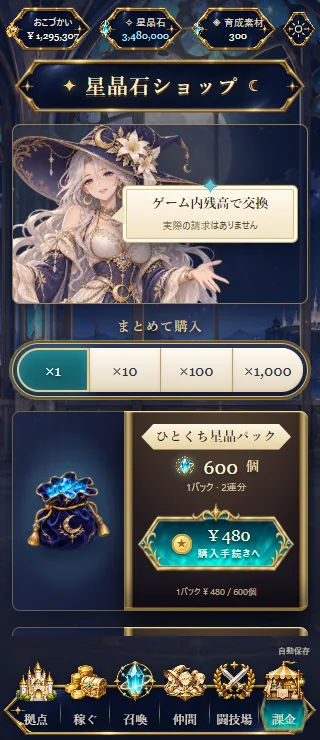 おこづかい
¥1,295,307
✧ 星晶石
3,480,000
◈ 育成素材
300
✦ 星晶石ショップ ☾
ゲーム内残高で交換
実際の請求はありません
まとめて購入
×1
×10
×100
×1,000
ひとくち星晶パック
600 個
1パック・2連分
¥480
購入手続きへ
1パック ¥480 / 600個
自動保存
拠点
稼ぐ
召喚
仲間
闘技場
課金